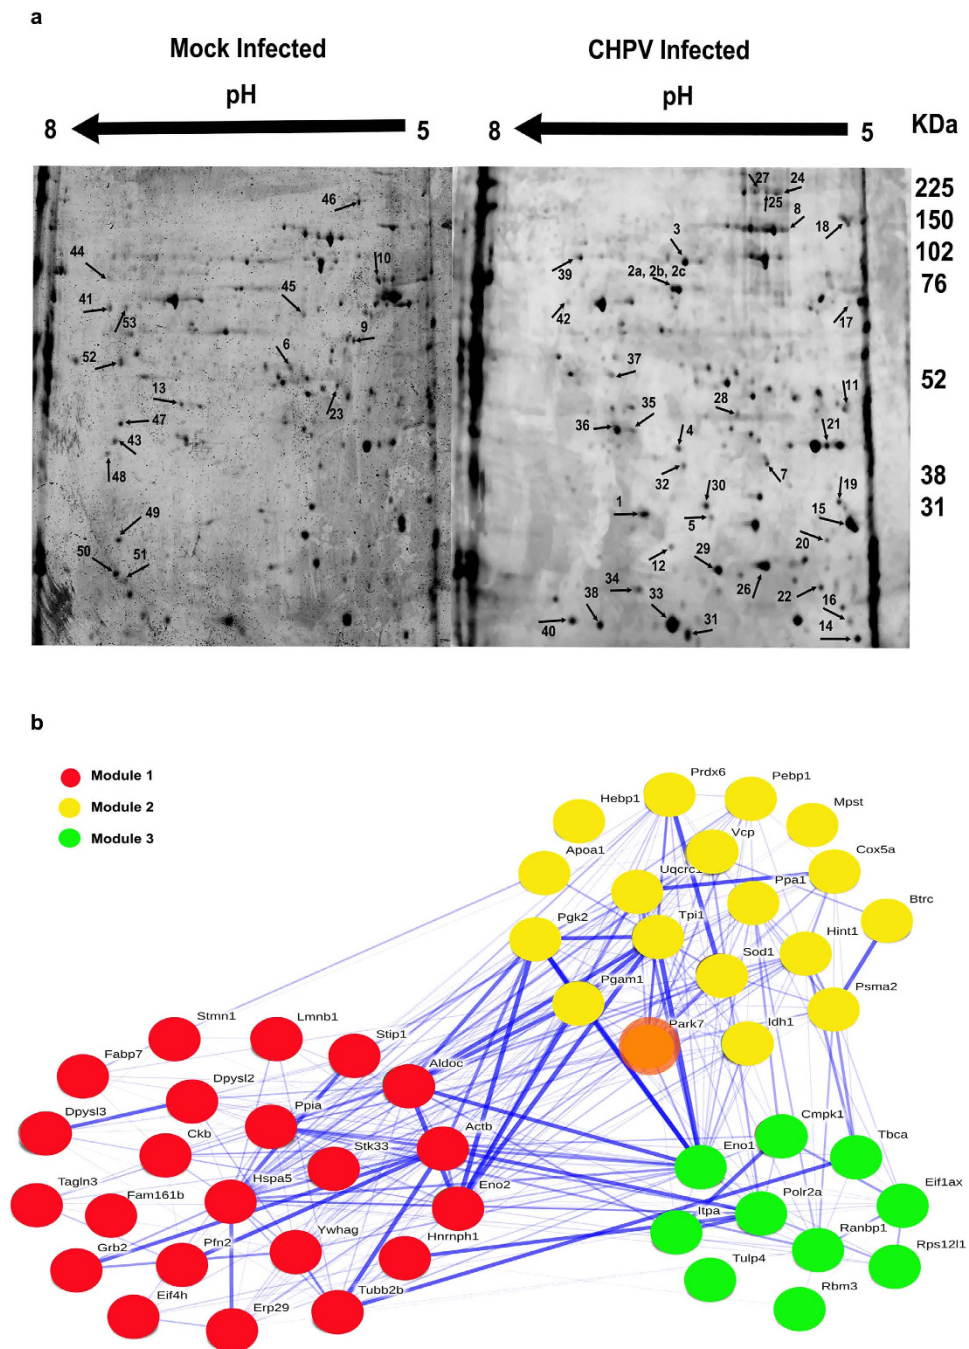 a
Mock Infected
CHPV Infected
pH
pH
8
5
8
5
KDa
225
150
102
76
52
38
31
46
10
44
45
41
53
9
6
52
13
23
47
43
48
49
50
51
27
24
25
8
18
3
39
2a, 2b, 2c
42
17
37
11
28
35
36
4
21
32
7
30
19
1
5
15
20
12
29
26
34
22
38
33
16
40
31
14
b
Module 1
Module 2
Module 3
Prdx6
Pebp1
Hebp1
Mpst
Vcp
Apoa1
Cox5a
Uqcrc1
Ppa1
Btrc
Pgk2
Tpi1
Hint1
Sod1
Pgam1
Psma2
Park7
Idh1
Stmn1
Lmnb1
Stip1
Fabp7
Aldoc
Dpysl2
Ppia
Dpysl3
Actb
Ckb
Stk33
Cmpk1
Tbca
Eno1
Tagln3
Fam161b
Hspa5
Eno2
Polr2a
Eif1ax
Itpa
Ranbp1
Grb2
Pfn2
Ywhag
Hnrnph1
Rps12l1
Tulp4
Rbm3
Eif4h
Erp29
Tubb2b